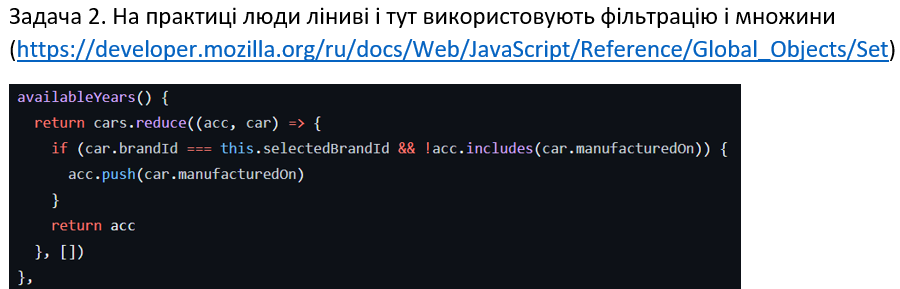 Задача 2. На практиці люди ліниві і тут використовують фільтрацію і множини
(https://developer.mozilla.org/ru/docs/Web/JavaScript/Reference/Global_Objects/Set)
availableYears() {
  return cars.reduce((acc, car) => {
    if (car.brandId === this.selectedBrandId && !acc.includes(car.manufacturedOn)) {
      acc.push(car.manufacturedOn)
    }
    return acc
  }, [])
},